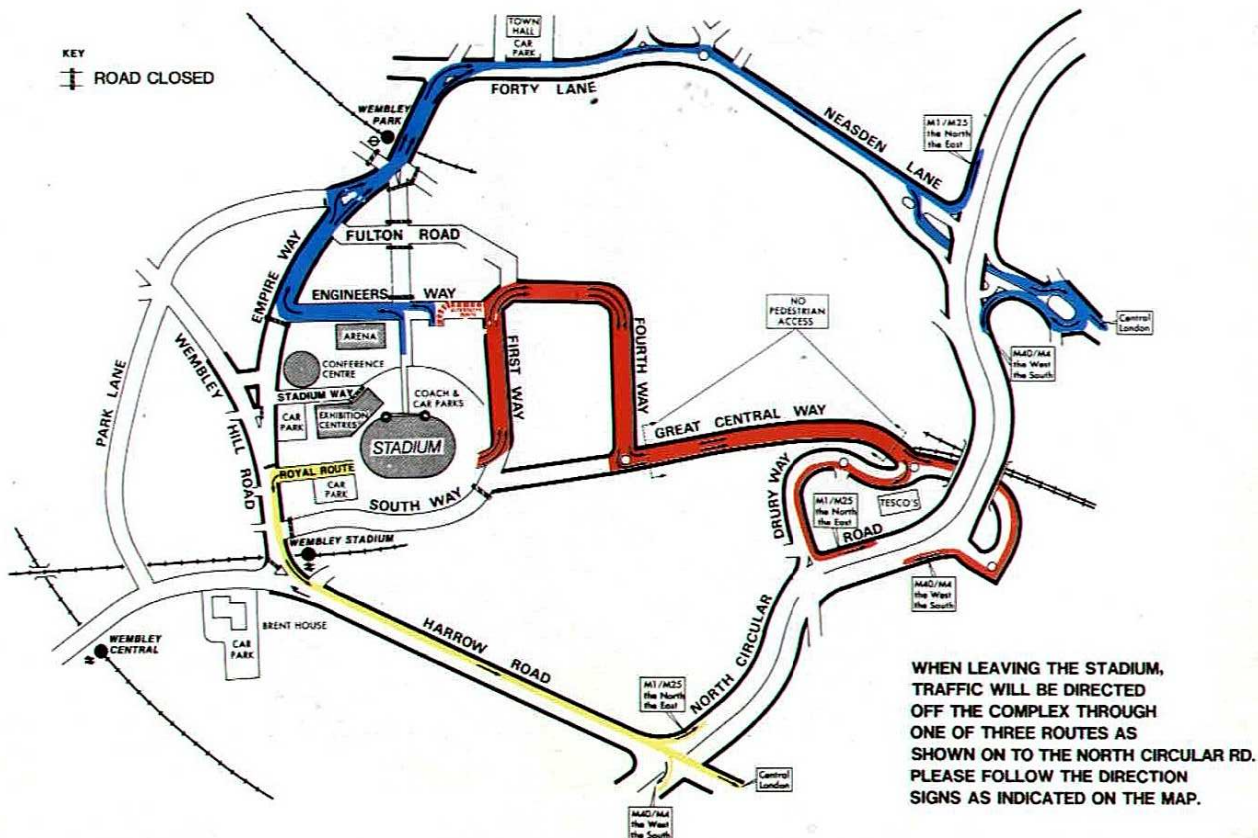 KEY
ROAD CLOSED
TOWN
HALL
CAR
PARK
FORTY LANE
WEMBLEY
PARK
NEASDEN LANE
M1/M25
the North
the East
EMPIRE WAY
FULTON ROAD
ENGINEERS WAY
ARENA
CONFERENCE
CENTRE
STADIUM WAY
CAR
PARK
EXHIBITION
CENTRES
COACH &
CAR PARKS
STADIUM
FIRST WAY
FOURTH WAY
NO
PEDESTRIAN
ACCESS
Central
London
M40/M4
the West
the South
GREAT CENTRAL WAY
PARK LANE
WEMBLEY HILL ROAD
ROYAL ROUTE
CAR
PARK
SOUTH WAY
DRURY WAY
TESCO'S
M1/M25
the North
the East
M40/M4
the West
the South
WEMBLEY STADIUM
WEMBLEY
CENTRAL
BRENT HOUSE
CAR
PARK
HARROW ROAD
NORTH CIRCULAR ROAD
M1/M25
the North
the East
Central
London
M40/M4
the West
the South
WHEN LEAVING THE STADIUM,
TRAFFIC WILL BE DIRECTED
OFF THE COMPLEX THROUGH
ONE OF THREE ROUTES AS
SHOWN ON TO THE NORTH CIRCULAR RD.
PLEASE FOLLOW THE DIRECTION
SIGNS AS INDICATED ON THE MAP.